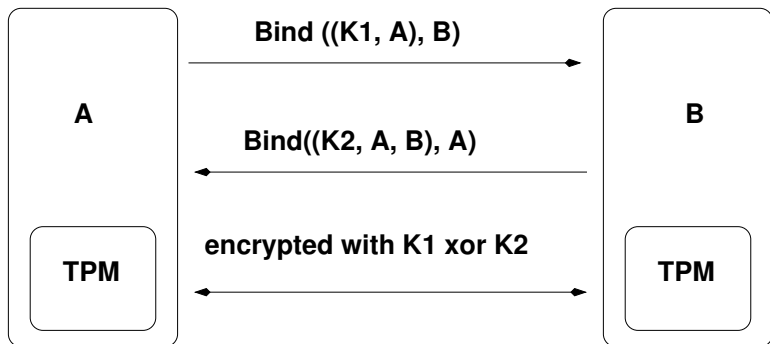 Bind ((K1, A), B)
A
B
Bind((K2, A, B), A)
encrypted with K1 xor K2
TPM
TPM